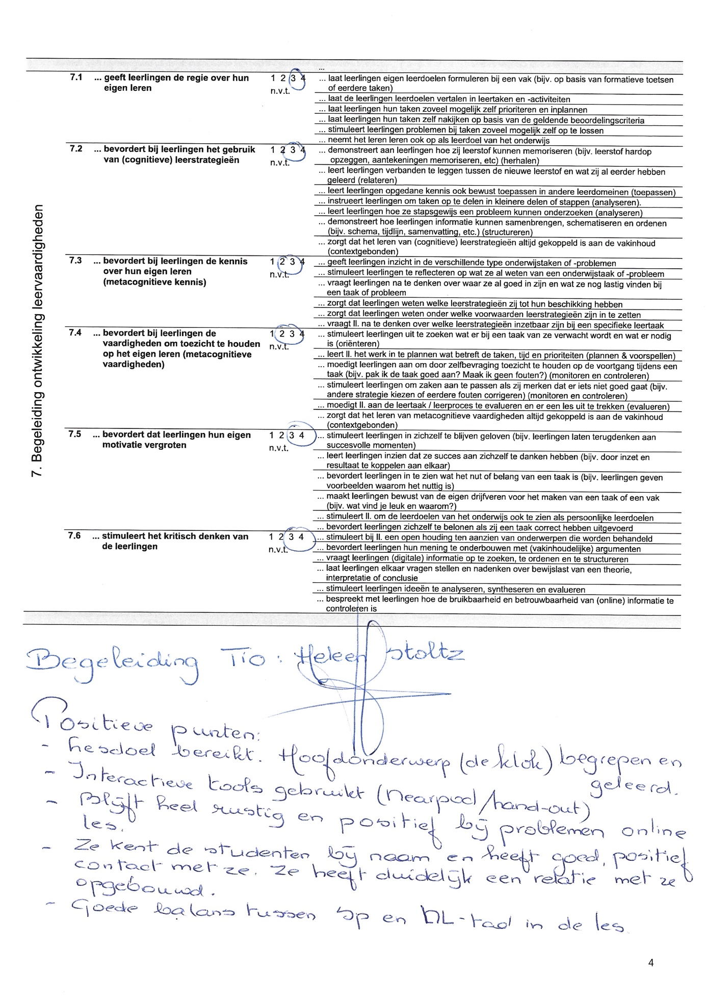 ...
7.1 ... geeft leerlingen de regie over hun eigen leren
1 2 3 4
n.v.t.
... laat leerlingen eigen leerdoelen formuleren bij een vak (bijv. op basis van formatieve toetsen
of eerdere taken)
... laat de leerlingen leerdoelen vertalen in leertaken en -activiteiten
... laat leerlingen hun taken zoveel mogelijk zelf prioriteren en inplannen
... laat leerlingen hun taken zelf nakijken op basis van de geldende beoordelingscriteria
... stimuleert leerlingen problemen bij taken zoveel mogelijk zelf op te lossen
... neemt het leren leren ook op als leerdoel van het onderwijs
7.2 ... bevordert bij leerlingen het gebruik
van (cognitieve) leerstrategieën
1 2 3 4
n.v.t.
... demonstreert aan leerlingen hoe zij leerstof kunnen memoriseren (bijv. leerstof hardop
opzeggen, aantekeningen memoriseren, etc) (herhalen)
... leert leerlingen verbanden te leggen tussen de nieuwe leerstof en wat zij al eerder hebben
geleerd (relateren)
... leert leerlingen opgedane kennis ook bewust toepassen in andere leerdomeinen (toepassen)
... instrueert leerlingen om taken op te delen in kleinere delen of stappen (analyseren).
... leert leerlingen hoe ze stapsgewijs een probleem kunnen onderzoeken (analyseren)
... demonstreert hoe leerlingen informatie kunnen samenbrengen, schematiseren en ordenen
(bijv. schema, tijdlijn, samenvatting, etc.) (structureren)
... zorgt dat het leren van (cognitieve) leerstrategieën altijd gekoppeld is aan de vakinhoud
(contextgebonden)
7.3 ... bevordert bij leerlingen de kennis
over hun eigen leren
(metacognitieve kennis)
1 2 3 4
n.v.t.
... geeft leerlingen inzicht in de verschillende type onderwijstaken of -problemen
... stimuleert leerlingen te reflecteren op wat ze al weten van een onderwijstaak of -probleem
... vraagt leerlingen na te denken over waar ze al goed in zijn en wat ze nog lastig vinden bij
een taak of probleem
... zorgt dat leerlingen weten welke leerstrategieën zij tot hun beschikking hebben
... zorgt dat leerlingen weten onder welke voorwaarden leerstrategieën zijn in te zetten
... vraagt ll. na te denken over welke leerstrategieën inzetbaar zijn bij een specifieke leertaak
7.4 ... bevordert bij leerlingen de
vaardigheden om toezicht te houden
op het eigen leren (metacognitieve
vaardigheden)
1 2 3 4
n.v.t.
... stimuleert leerlingen uit te zoeken wat er bij een taak van ze verwacht wordt en wat er nodig
is (oriënteren)
... leert ll. het werk in te plannen wat betreft de taken, tijd en prioriteiten (plannen & voorspellen)
... moedigt leerlingen aan om door zelfbevraging toezicht te houden op de voortgang tijdens een
taak (bijv. pak ik de taak goed aan? Maak ik geen fouten?) (monitoren en controleren)
... stimuleert leerlingen om zaken aan te passen als zij merken dat er iets niet goed gaat (bijv.
andere strategie kiezen of eerdere fouten corrigeren) (monitoren en controleren)
... moedigt ll. aan de leertaak / leerproces te evalueren en er een les uit te trekken (evalueren)
... zorgt dat het leren van metacognitieve vaardigheden altijd gekoppeld is aan de vakinhoud
(contextgebonden)
7.5 ... bevordert dat leerlingen hun eigen
motivatie vergroten
1 2 3 4
n.v.t.
... stimuleert leerlingen in zichzelf te blijven geloven (bijv. leerlingen laten terugdenken aan
succesvolle momenten)
... leert leerlingen inzien dat ze succes aan zichzelf te danken hebben (bijv. door inzet en
resultaat te koppelen aan elkaar)
... bevordert leerlingen in te zien wat het nut of belang van een taak is (bijv. leerlingen geven
voorbeelden waarom het nuttig is)
... maakt leerlingen bewust van de eigen drijfveren voor het maken van een taak of een vak
(bijv. wat vind je leuk en waarom?)
... stimuleert ll. om de leerdoelen van het onderwijs ook te zien als persoonlijke leerdoelen
... bevordert leerlingen zichzelf te belonen als zij een taak correct hebben uitgevoerd
7.6 ... stimuleert het kritisch denken van
de leerlingen
1 2 3 4
n.v.t.
... stimuleert bij ll. een open houding ten aanzien van onderwerpen die worden behandeld
... bevordert leerlingen hun mening te onderbouwen met (vakinhoudelijke) argumenten
... vraagt leerlingen (digitale) informatie op te zoeken, te ordenen en te structureren
... laat leerlingen elkaar vragen stellen en nadenken over bewijslast van een theorie,
interpretatie of conclusie
... stimuleert leerlingen ideeën te analyseren, syntheseren en evalueren
... bespreekt met leerlingen hoe de bruikbaarheid en betrouwbaarheid van (online) informatie te
controleren is
7. Begeleiding ontwikkeling leervaardigheden
Begeleiding Tio: Heleen Stoltz
Positieve punten:
- Lesdoel bereikt. Hoofdonderwerp (de klok) begrepen en
geleerd.
- Interactieve tools gebruikt (Nearpod/hand-out)
- Blijft heel rustig en positief bij problemen online
les.
- Ze kent de studenten bij naam en heeft goed, positief
contact met ze. Ze heeft duidelijk een relatie met ze
opgebouwd.
- Goede balans tussen Sp en NL-taal in de les
4